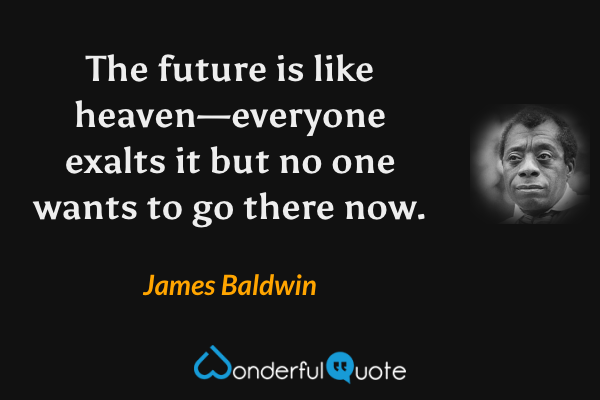 The future is like
heaven—everyone
exalts it but no one
wants to go there now.
James Baldwin
WonderfulQuote